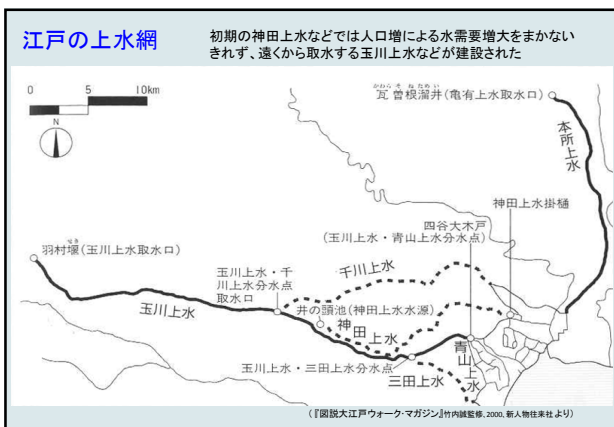 江戸の上水網
初期の神田上水などでは人口増による水需要増大をまかない
きれず、遠くから取水する玉川上水などが建設された
0 5 10km
N
かわらそねためい
瓦曽根溜井(亀有上水取水口)
本所上水
神田上水掛樋
四谷大木戸
(玉川上水・青山上水分水点)
せき
羽村堰(玉川上水取水口)
玉川上水・千
川上水分水点
取水口
千川上水
井の頭池(神田上水水源)
玉川上水
神田上水
青山上水
玉川上水・三田上水分水点
三田上水
(『図説大江戸ウォーク・マガジン』竹内誠監修、2000、新人物往来社より)